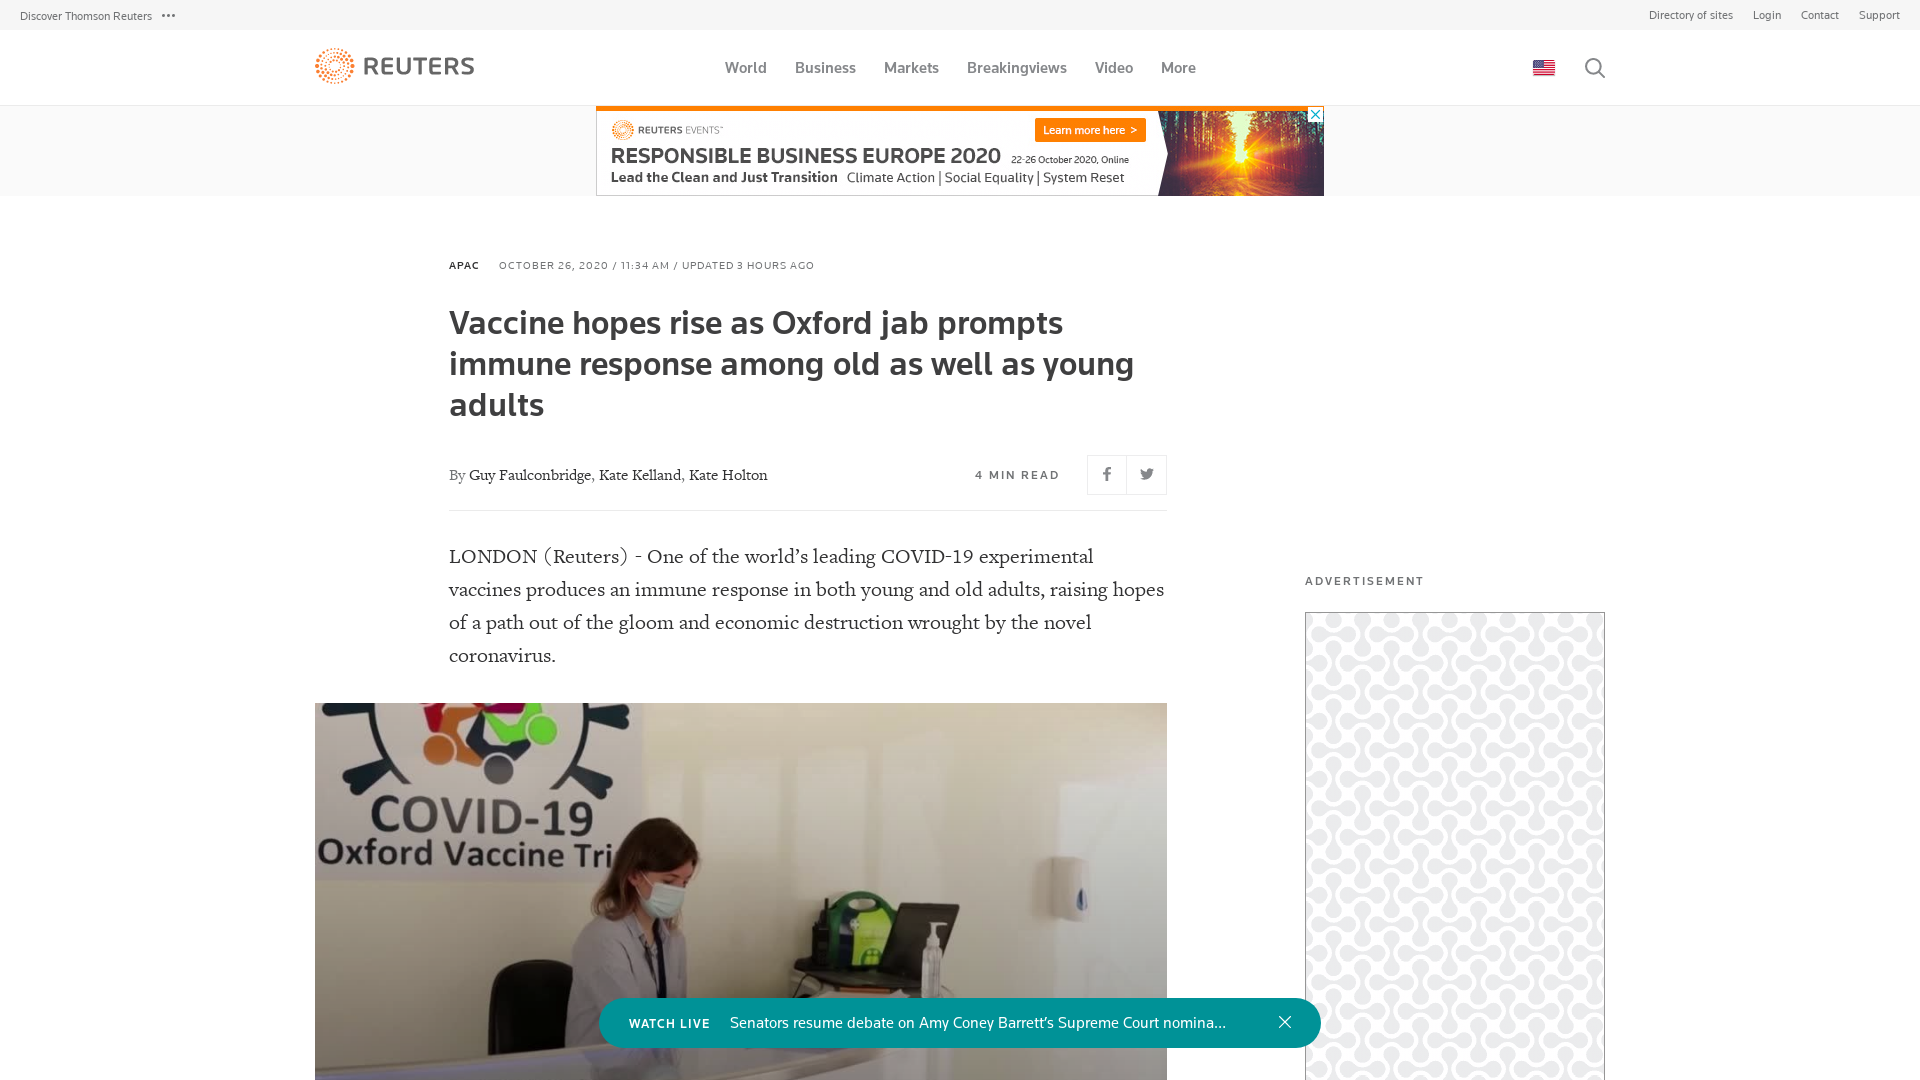 Discover Thomson Reuters
Directory of sites Login Contact Support
REUTERS
World Business Markets Breakingviews Video More
REUTERS EVENTS™
Learn more here >
RESPONSIBLE BUSINESS EUROPE 2020 22-26 October 2020, Online
Lead the Clean and Just Transition Climate Action | Social Equality | System Reset
APAC OCTOBER 26, 2020 / 11:34 AM / UPDATED 3 HOURS AGO
Vaccine hopes rise as Oxford jab prompts
immune response among old as well as young
adults
By Guy Faulconbridge, Kate Kelland, Kate Holton
4 MIN READ
LONDON (Reuters) - One of the world’s leading COVID-19 experimental
vaccines produces an immune response in both young and old adults, raising hopes
of a path out of the gloom and economic destruction wrought by the novel
coronavirus.
ADVERTISEMENT
COVID-19
Oxford Vaccine Tri
WATCH LIVE Senators resume debate on Amy Coney Barrett’s Supreme Court nomina...